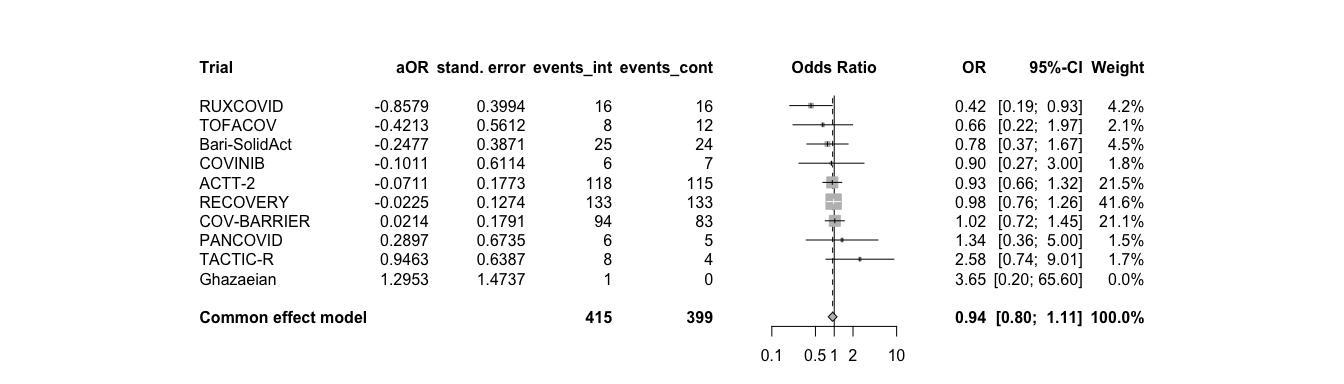 Trial aOR stand. error events_int events_cont Odds Ratio OR 95%-CI Weight
RUXCOVID -0.8579 0.3994 16 16 0.42 [0.19; 0.93] 4.2%
TOFACOV -0.4213 0.5612 8 12 0.66 [0.22; 1.97] 2.1%
Bari-SolidAct -0.2477 0.3871 25 24 0.78 [0.37; 1.67] 4.5%
COVINIB -0.1011 0.6114 6 7 0.90 [0.27; 3.00] 1.8%
ACTT-2 -0.0711 0.1773 118 115 0.93 [0.66; 1.32] 21.5%
RECOVERY -0.0225 0.1274 133 133 0.98 [0.76; 1.26] 41.6%
COV-BARRIER 0.0214 0.1791 94 83 1.02 [0.72; 1.45] 21.1%
PANCOVID 0.2897 0.6735 6 5 1.34 [0.36; 5.00] 1.5%
TACTIC-R 0.9463 0.6387 8 4 2.58 [0.74; 9.01] 1.7%
Ghazaeian 1.2953 1.4737 1 0 3.65 [0.20; 65.60] 0.0%
Common effect model 415 399 0.94 [0.80; 1.11] 100.0%
0.1 0.5 1 2 10